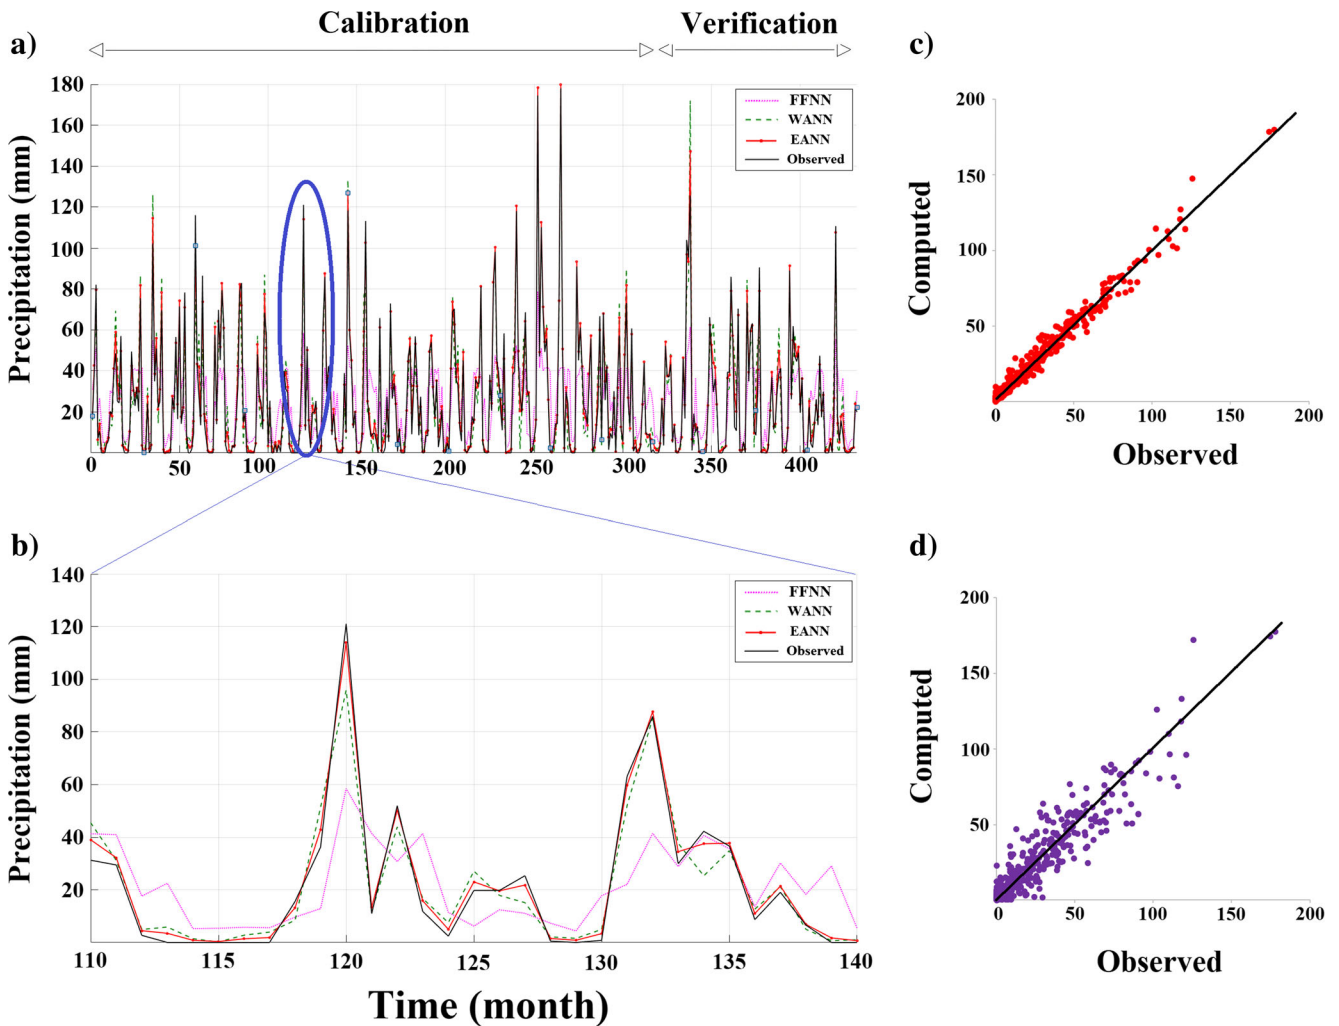 Calibration
Verification
a)
Precipitation (mm)
180
160
140
120
100
80
60
40
20
0
50
100
150
200
250
300
350
400
FFNN
WANN
EANN
Observed
b)
Precipitation (mm)
140
120
100
80
60
40
20
110
115
120
125
130
135
140
FFNN
WANN
EANN
Observed
Time (month)
c)
Computed
200
150
100
50
0
50
100
150
200
Observed
d)
Computed
200
150
100
50
0
50
100
150
200
Observed